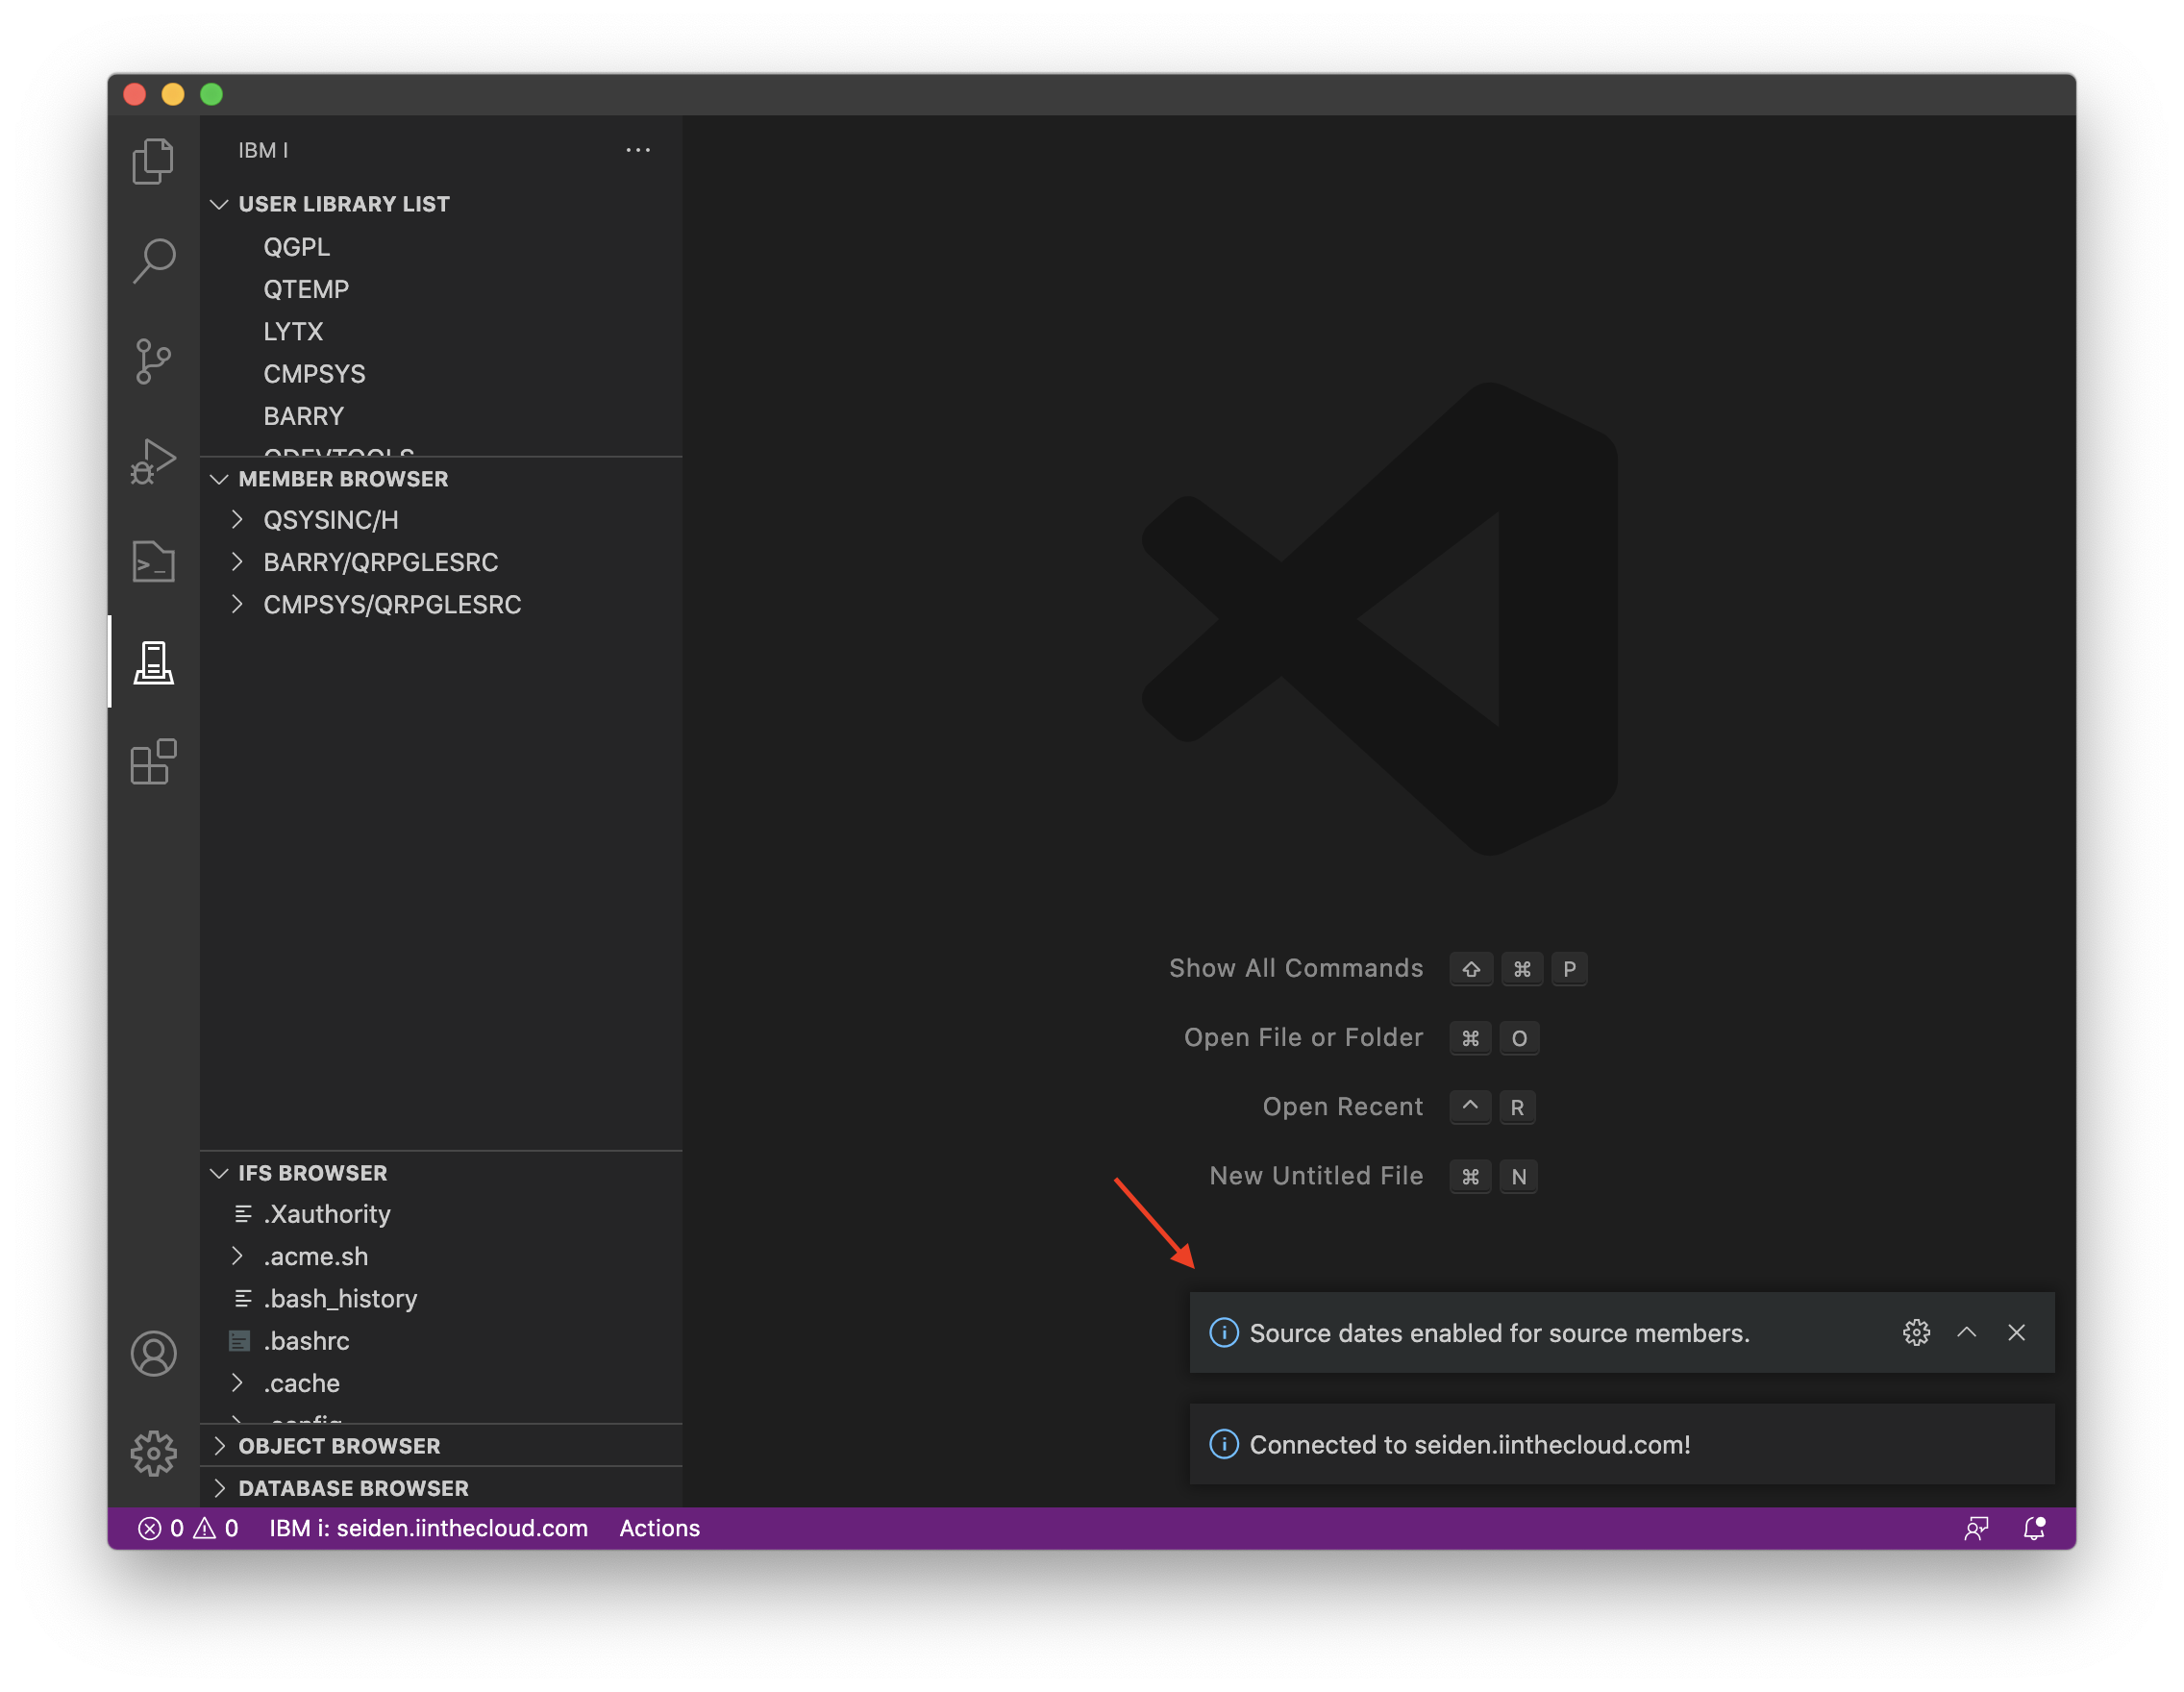 IBM I
USER LIBRARY LIST
QGPL
QTEMP
LYTX
CMPSYS
BARRY
QDEVTOOLS
MEMBER BROWSER
QSYSINC/H
BARRY/QRPGLESRC
CMPSYS/QRPGLESRC
IFS BROWSER
.Xauthority
.acme.sh
.bash_history
.bashrc
.cache
.config
OBJECT BROWSER
DATABASE BROWSER
Show All Commands ⇧ ⌘ P
Open File or Folder ⌘ O
Open Recent ^ R
New Untitled File ⌘ N
Source dates enabled for source members.
Connected to seiden.iinthecloud.com!
0 0 IBM i: seiden.iinthecloud.com Actions